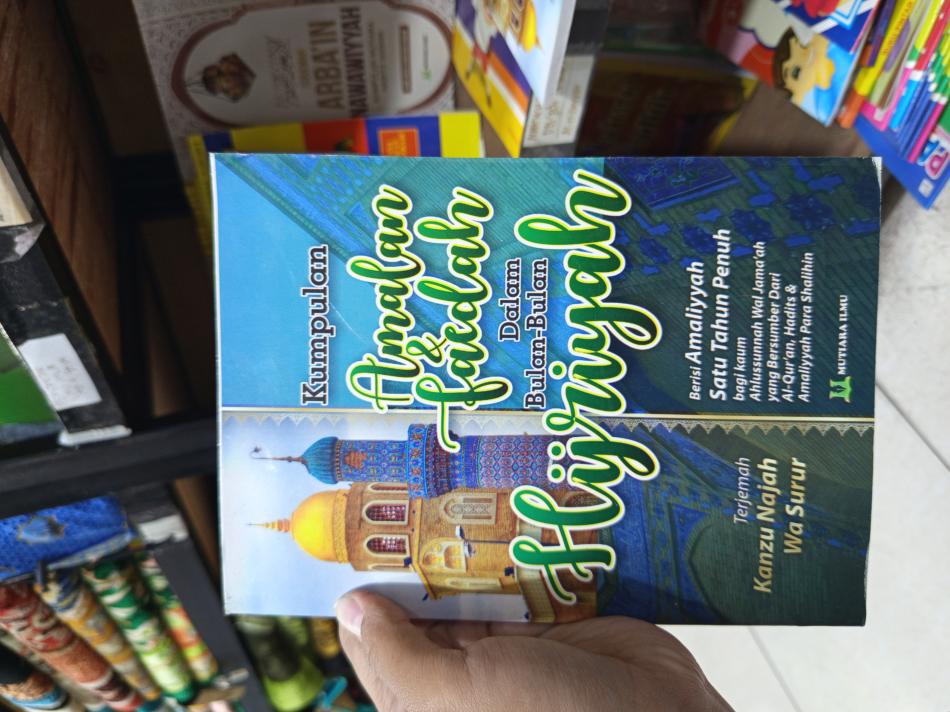 Kumpulan
Amalan
& Faedah
Dalam
Bulan-Bulan
Hijriyah
Berisi Amaliyyah
Satu Tahun Penuh
bagi kaum
Ahlussunnah Wal Jama'ah
yang Bersumber Dari
Al-Qur'an, Hadits &
Amaliyyah Para Shalihin
Terjemah
Kanzu Najah
Wa Surur
MUTIARA ILMU
ARBA'IN
NAWAWIYYAH